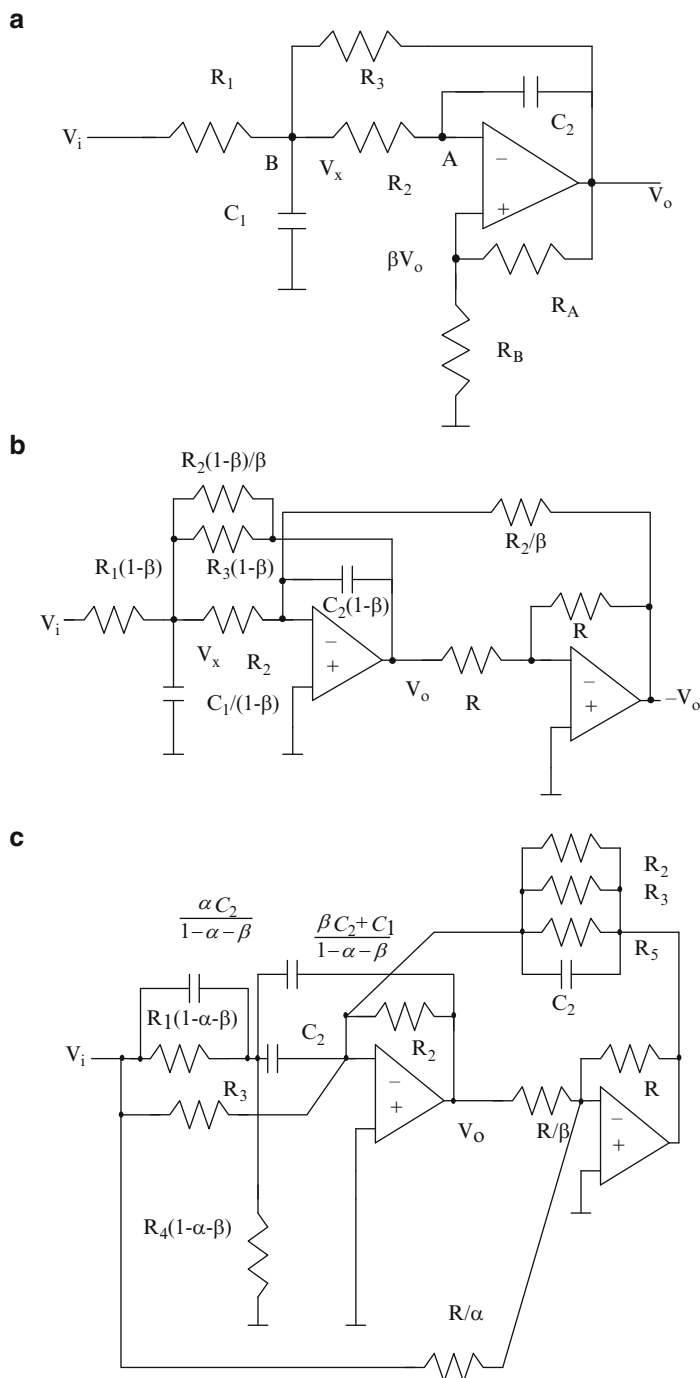 a
R₃
R₁
C₂
Vᵢ
B
Vₓ
R₂
A
−
+
Vₒ
C₁
βVₒ
R_A
R_B
b
R₂(1-β)/β
R₂/β
R₁(1-β)
R₃(1-β)
C₂(1-β)
R
Vᵢ
Vₓ
R₂
−
+
Vₒ
R
−
+
−Vₒ
C₁/(1-β)
c
R₂
R₃
R₅
C₂
αC₂/1−α−β
βC₂+C₁/1−α−β
R₁(1-α-β)
C₂
R₂
R
Vᵢ
R₃
−
+
Vₒ
R/β
−
+
R₄(1-α-β)
R/α